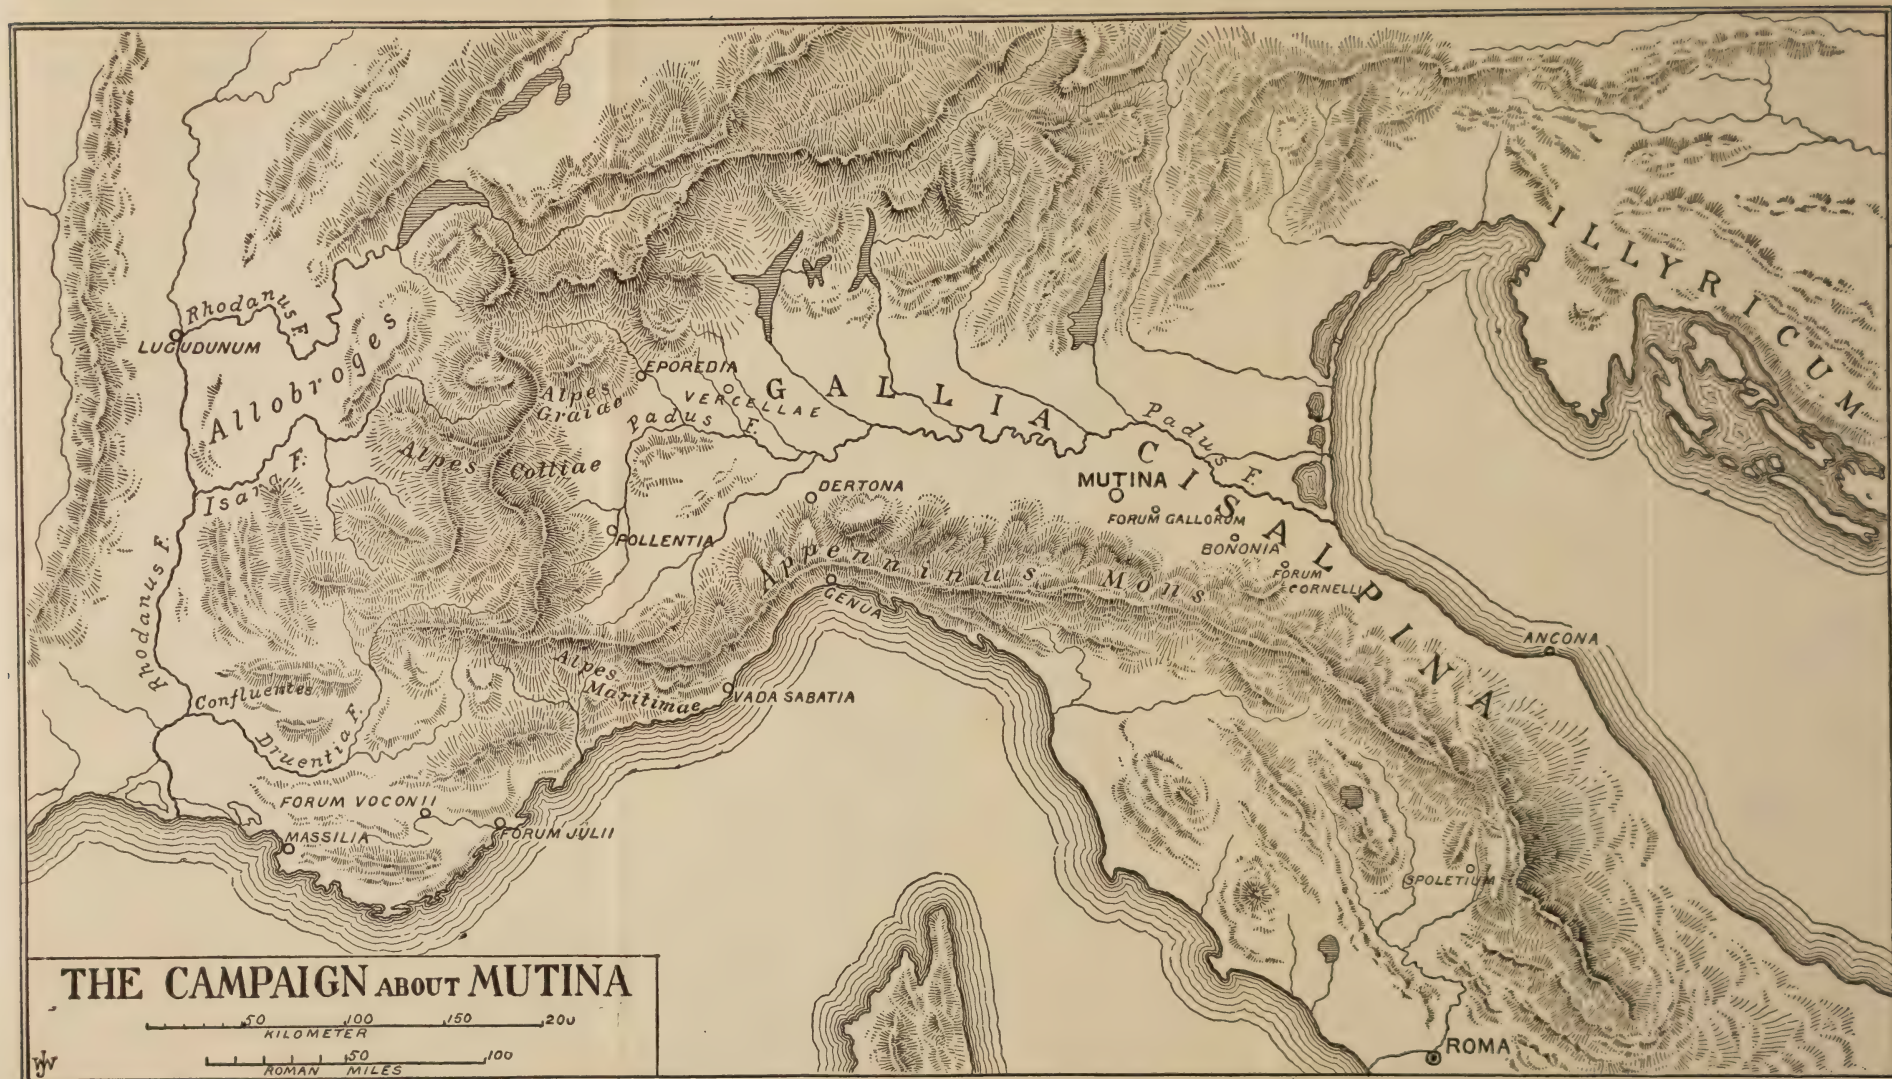 ILLYRICUM
Rhodanus F.
LUGUDUNUM
Allobroges
EPOREDIA
VERCELLAE
GALLIA
CISALPINA
Alpes
Graiae
Padus F.
Padus F.
Alpes Cottiae
Isara F.
MUTINA
DERTONA
FORUM GALLORUM
POLLENTIA
BONONIA
FORUM
CORNELII
Appenninus Mons
GENUA
Rhodanus F.
ANCONA
Alpes
Maritimae
VADA SABATIA
Confluentes
Druentia F.
FORUM VOCONII
FORUM JULII
MASSILIA
SPOLETIUM
ROMA
THE CAMPAIGN ABOUT MUTINA
50 100 150 200
KILOMETER
50 100
ROMAN MILES